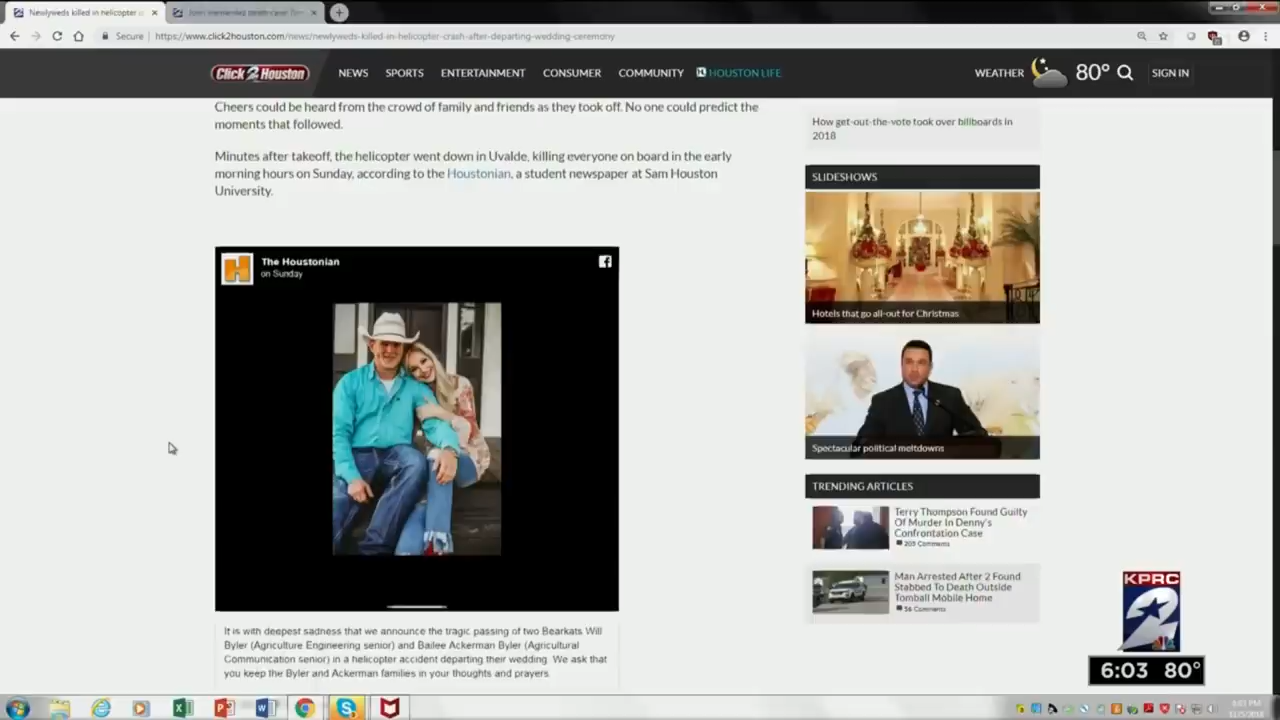 Newlyweds killed in helicopter
Secure
https://www.click2houston.com/news/newlyweds-killed-in-helicopter-crash-after-departing-wedding-ceremony
Click2Houston
NEWS SPORTS ENTERTAINMENT CONSUMER COMMUNITY HOUSTON LIFE
WEATHER 80° SIGN IN
Cheers could be heard from the crowd of family and friends as they took off. No one could predict the
moments that followed.
Minutes after takeoff, the helicopter went down in Uvalde, killing everyone on board in the early
morning hours on Sunday, according to the Houstonian, a student newspaper at Sam Houston
University.
The Houstonian
on Sunday
It is with deepest sadness that we announce the tragic passing of two Bearkats Will
Byler (Agriculture Engineering senior) and Bailee Ackerman Byler (Agricultural
Communication senior) in a helicopter accident departing their wedding. We ask that
you keep the Byler and Ackerman families in your thoughts and prayers.
How get-out-the-vote took over billboards in
2018
SLIDESHOWS
Hotels that go all-out for Christmas
Spectacular political meltdowns
TRENDING ARTICLES
Terry Thompson Found Guilty
Of Murder In Denny's
Confrontation Case
205 Comments
Man Arrested After 2 Found
Stabbed To Death Outside
Tomball Mobile Home
56 Comments
KPRC
2
6:03 80°